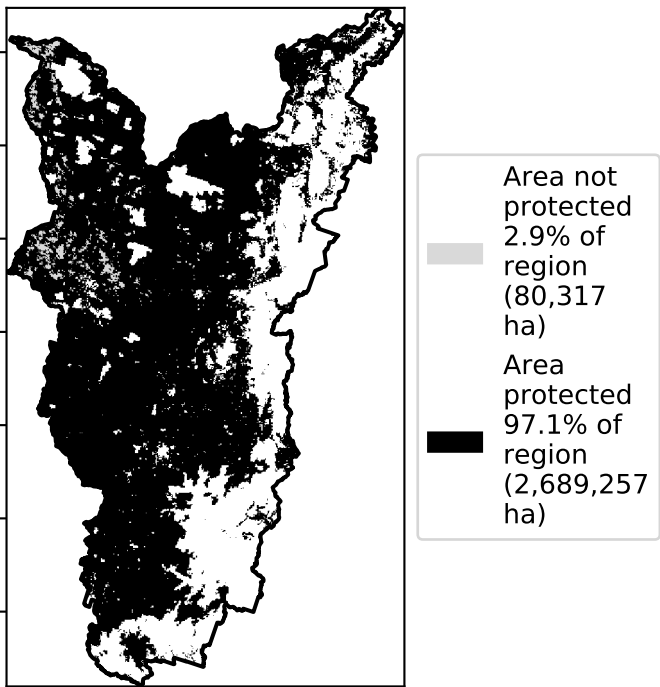 Area not
protected
2.9% of
region
(80,317
ha)
Area
protected
97.1% of
region
(2,689,257
ha)